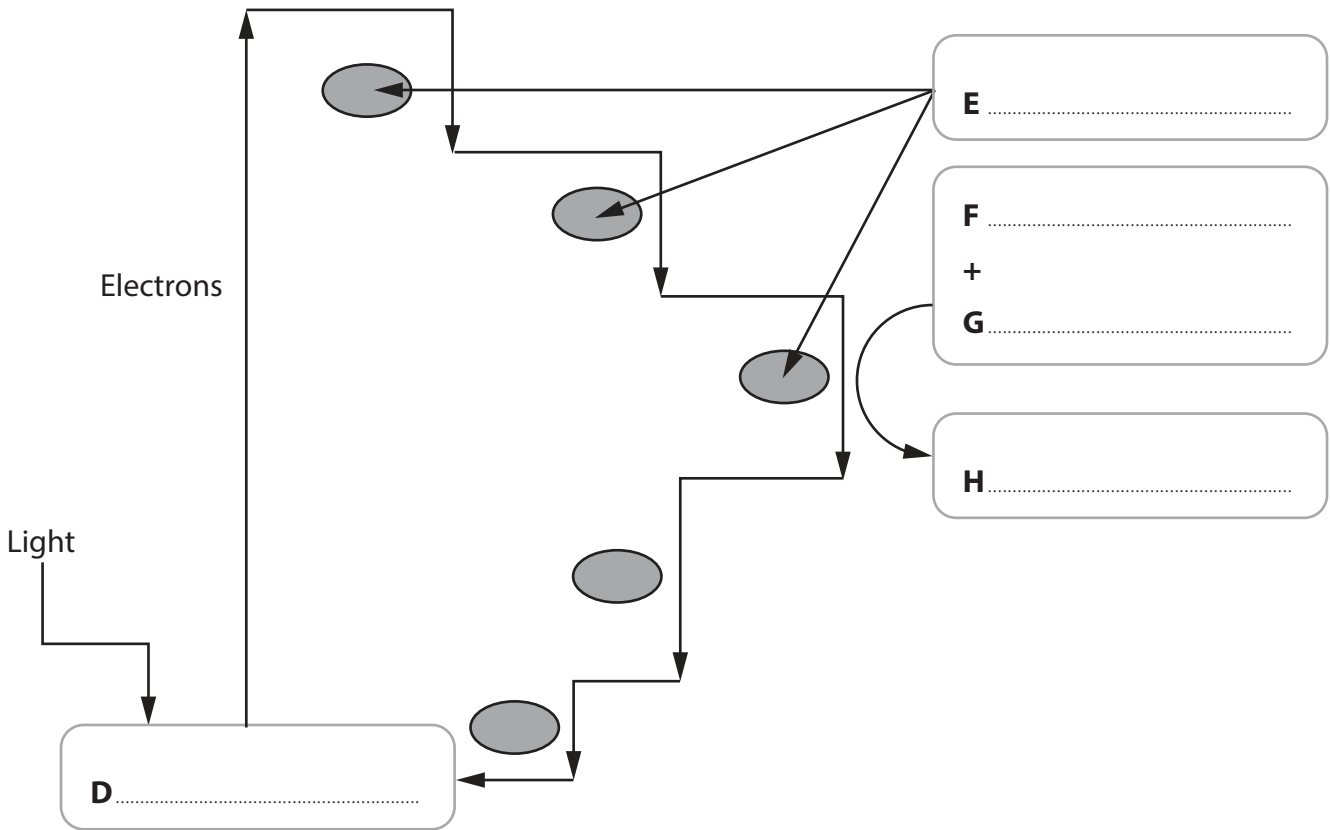 E ........................................
F ........................................
Electrons
+
G ........................................
H ........................................
Light
D ........................................